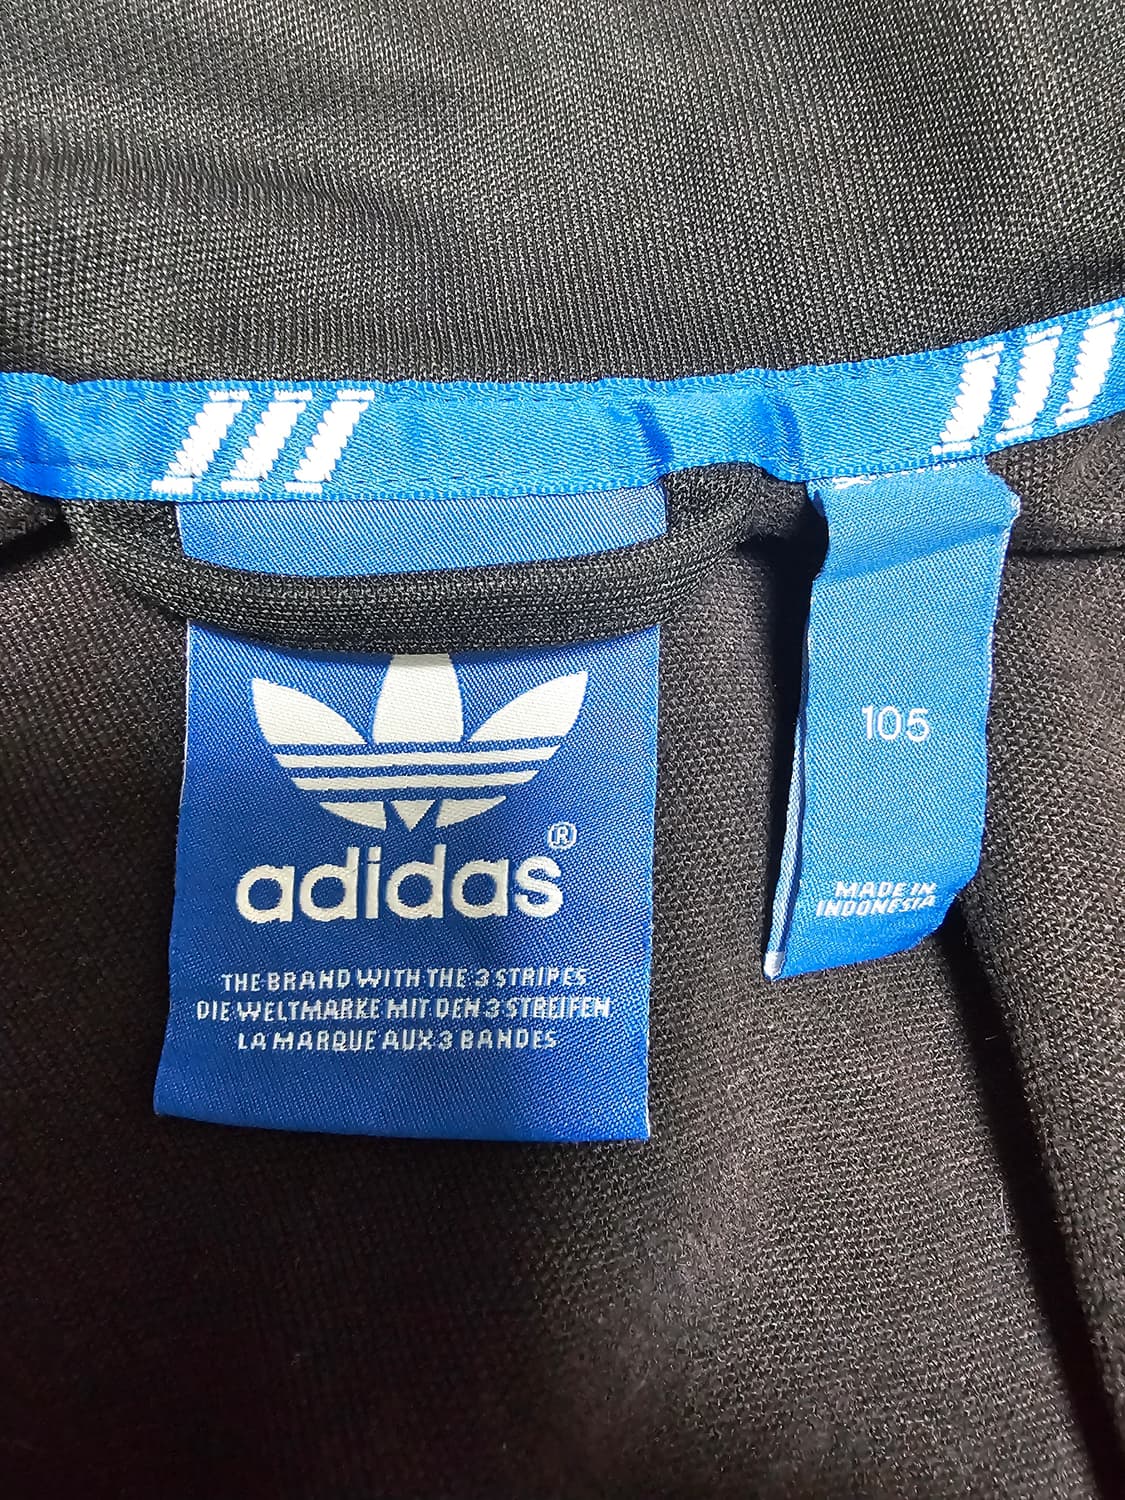 adidas®
THE BRAND WITH THE 3 STRIPES
DIE WELTMARKE MIT DEN 3 STREIFEN
LA MARQUE AUX 3 BANDES
105
MADE IN
INDONESIA